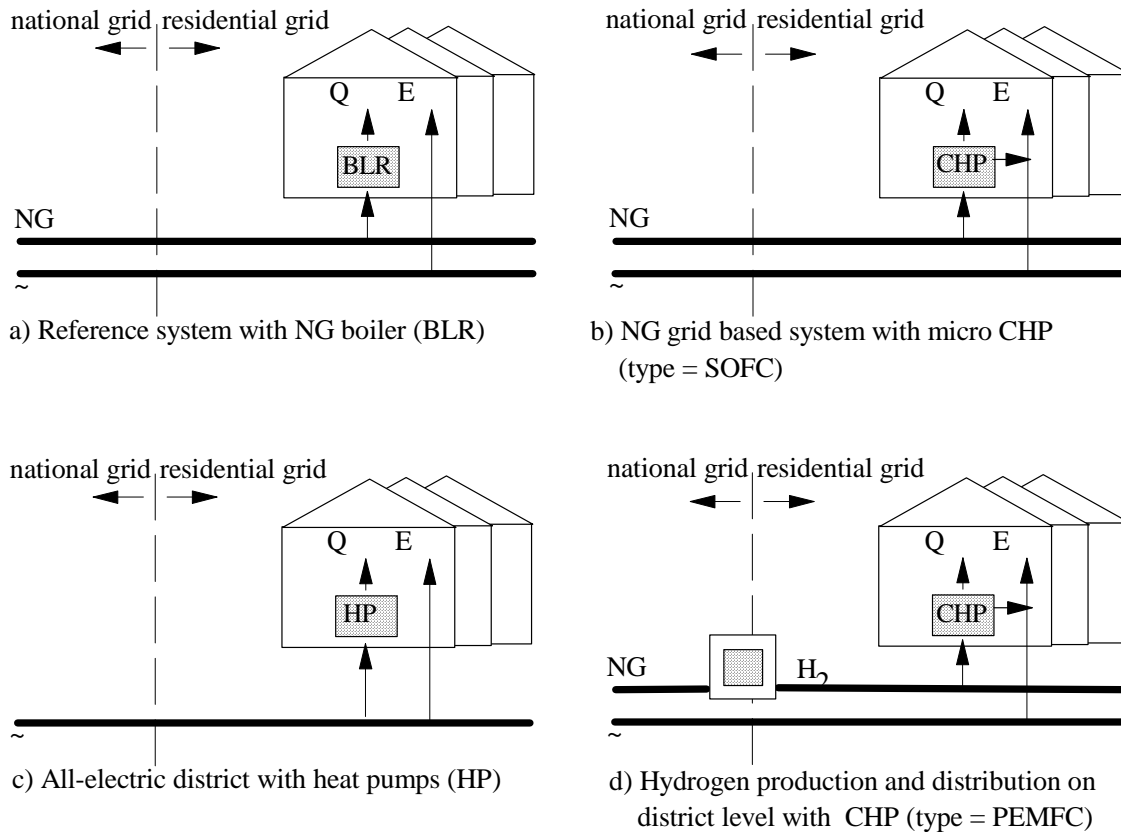 national grid residential grid
Q E
BLR
NG
~
a) Reference system with NG boiler (BLR)
national grid residential grid
Q E
CHP
NG
~
b) NG grid based system with micro CHP
(type = SOFC)
national grid residential grid
Q E
HP
~
c) All-electric district with heat pumps (HP)
national grid residential grid
Q E
CHP
NG H2
~
d) Hydrogen production and distribution on
district level with CHP (type = PEMFC)